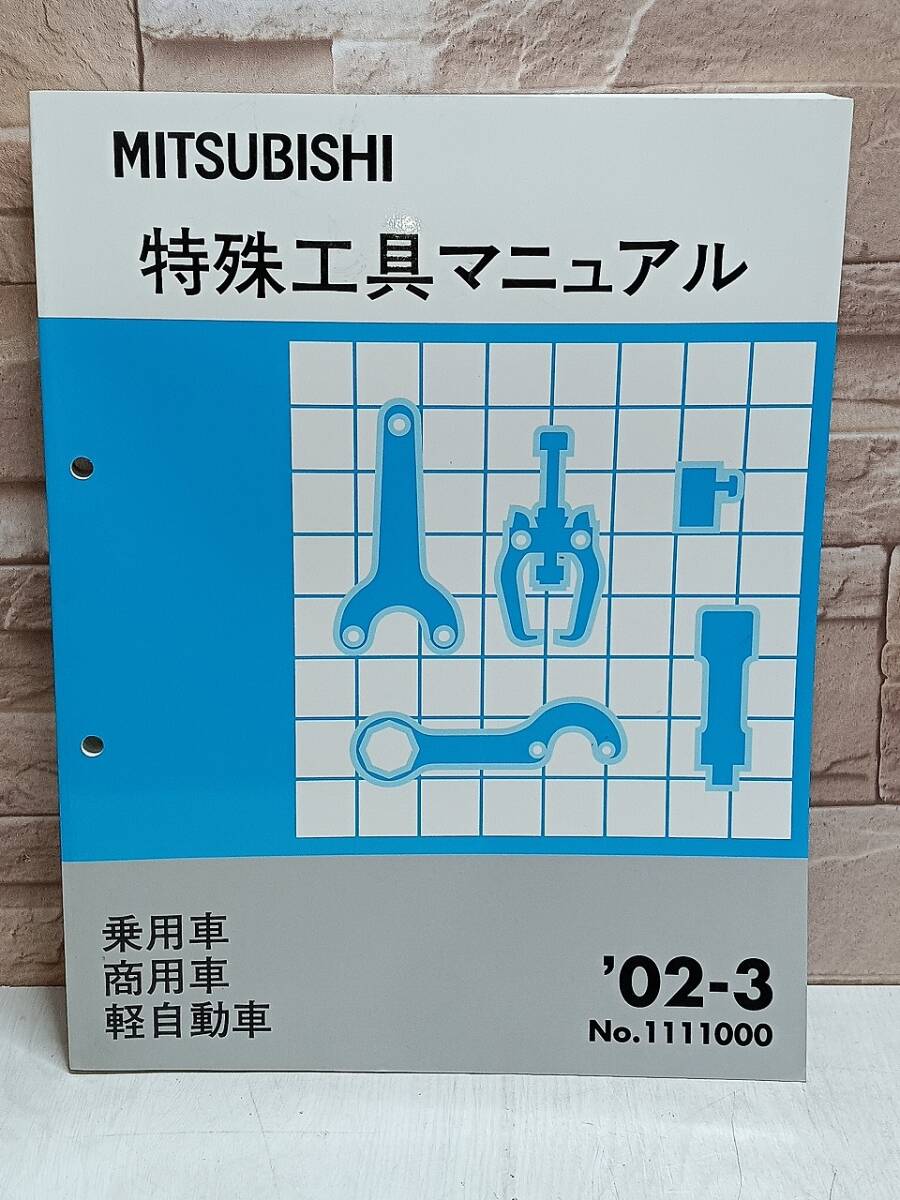 MITSUBISHI
特殊工具マニュアル
乗用車
商用車
軽自動車
'02-3
No.1111000